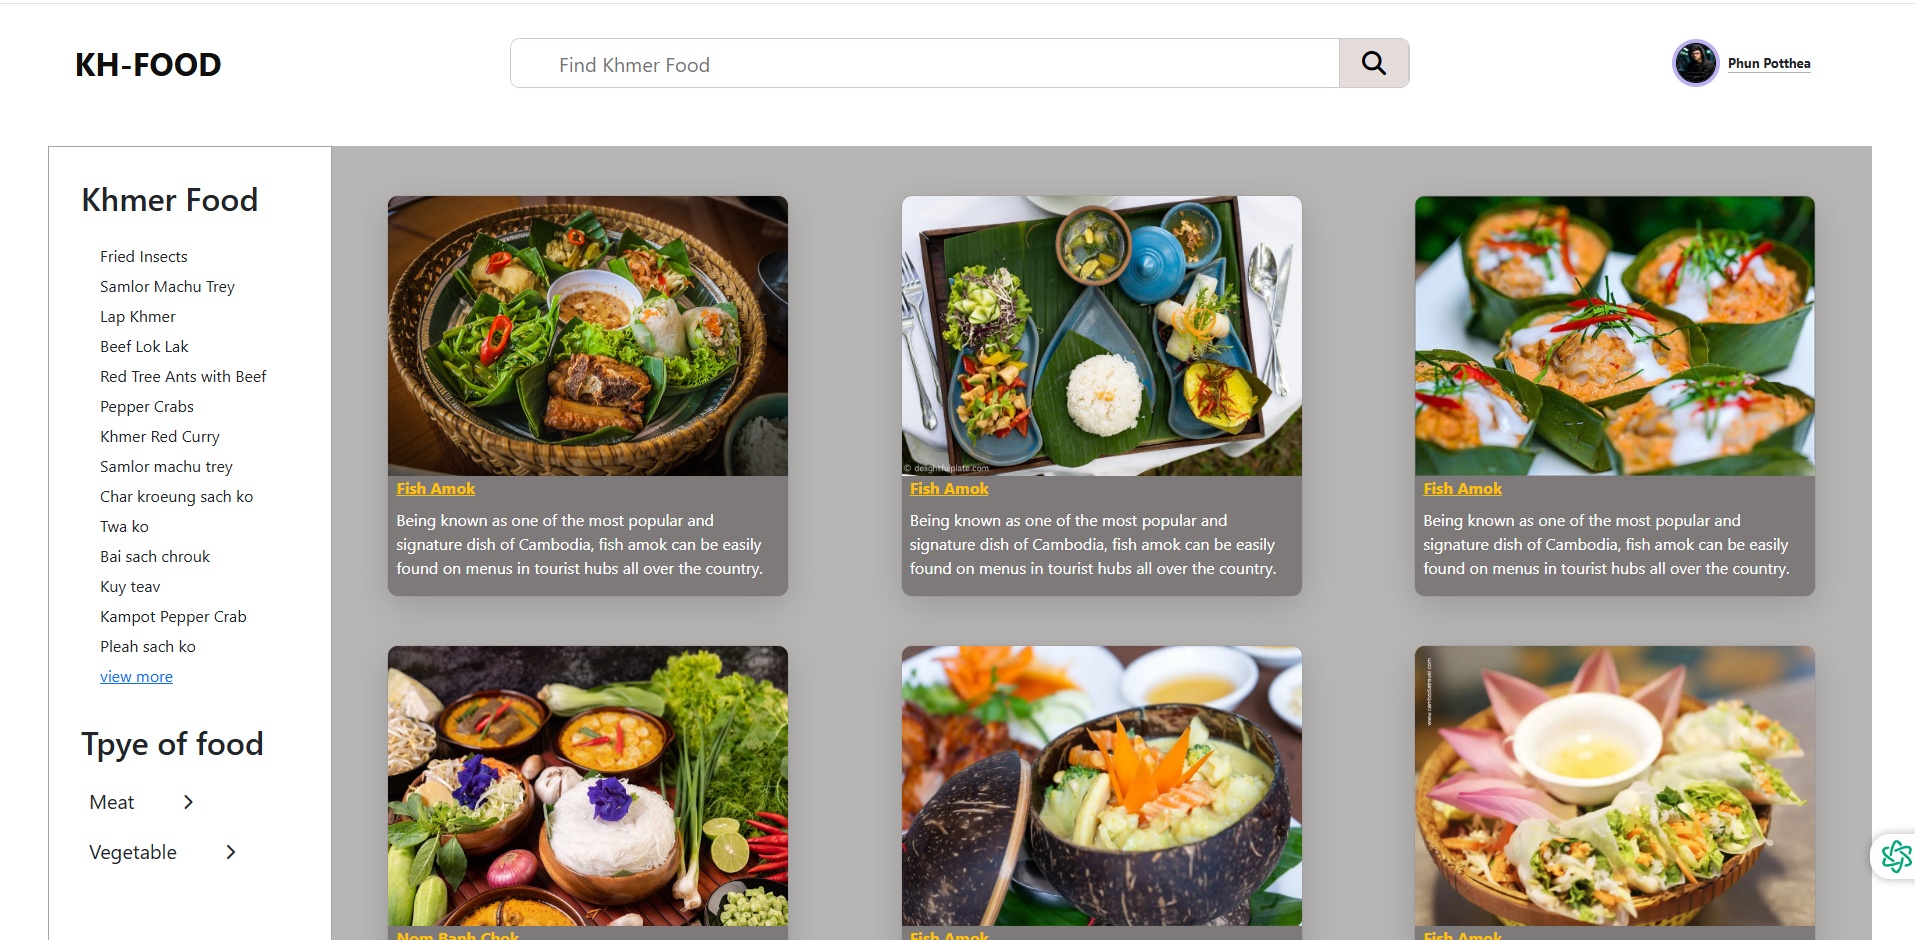 KH-FOOD
Find Khmer Food
Phun Potthea
Khmer Food
Fried Insects
Samlor Machu Trey
Lap Khmer
Beef Lok Lak
Red Tree Ants with Beef
Pepper Crabs
Khmer Red Curry
Samlor machu trey
Char kroeung sach ko
Twa ko
Bai sach chrouk
Kuy teav
Kampot Pepper Crab
Pleah sach ko
view more
Tpye of food
Meat
Vegetable
Fish Amok
Being known as one of the most popular and
signature dish of Cambodia, fish amok can be easily
found on menus in tourist hubs all over the country.
© delightfulplate.com
Fish Amok
Being known as one of the most popular and
signature dish of Cambodia, fish amok can be easily
found on menus in tourist hubs all over the country.
Fish Amok
Being known as one of the most popular and
signature dish of Cambodia, fish amok can be easily
found on menus in tourist hubs all over the country.
Nom Banh Chok
Fish Amok
Fish Amok